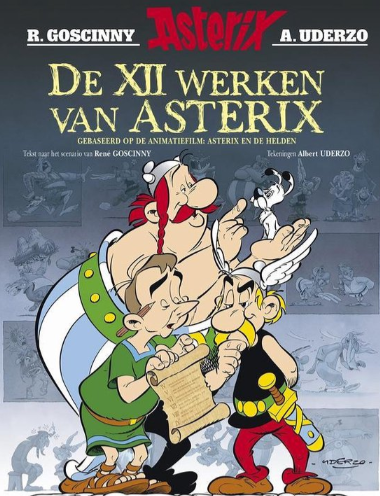 R. GOSCINNY Asterix A. UDERZO
DE XII WERKEN
VAN ASTERIX
GEBASEERD OP DE ANIMATIEFILM: ASTERIX EN DE HELDEN
Tekst naar het scenario van René GOSCINNY Tekeningen Albert UDERZO
UDERZO